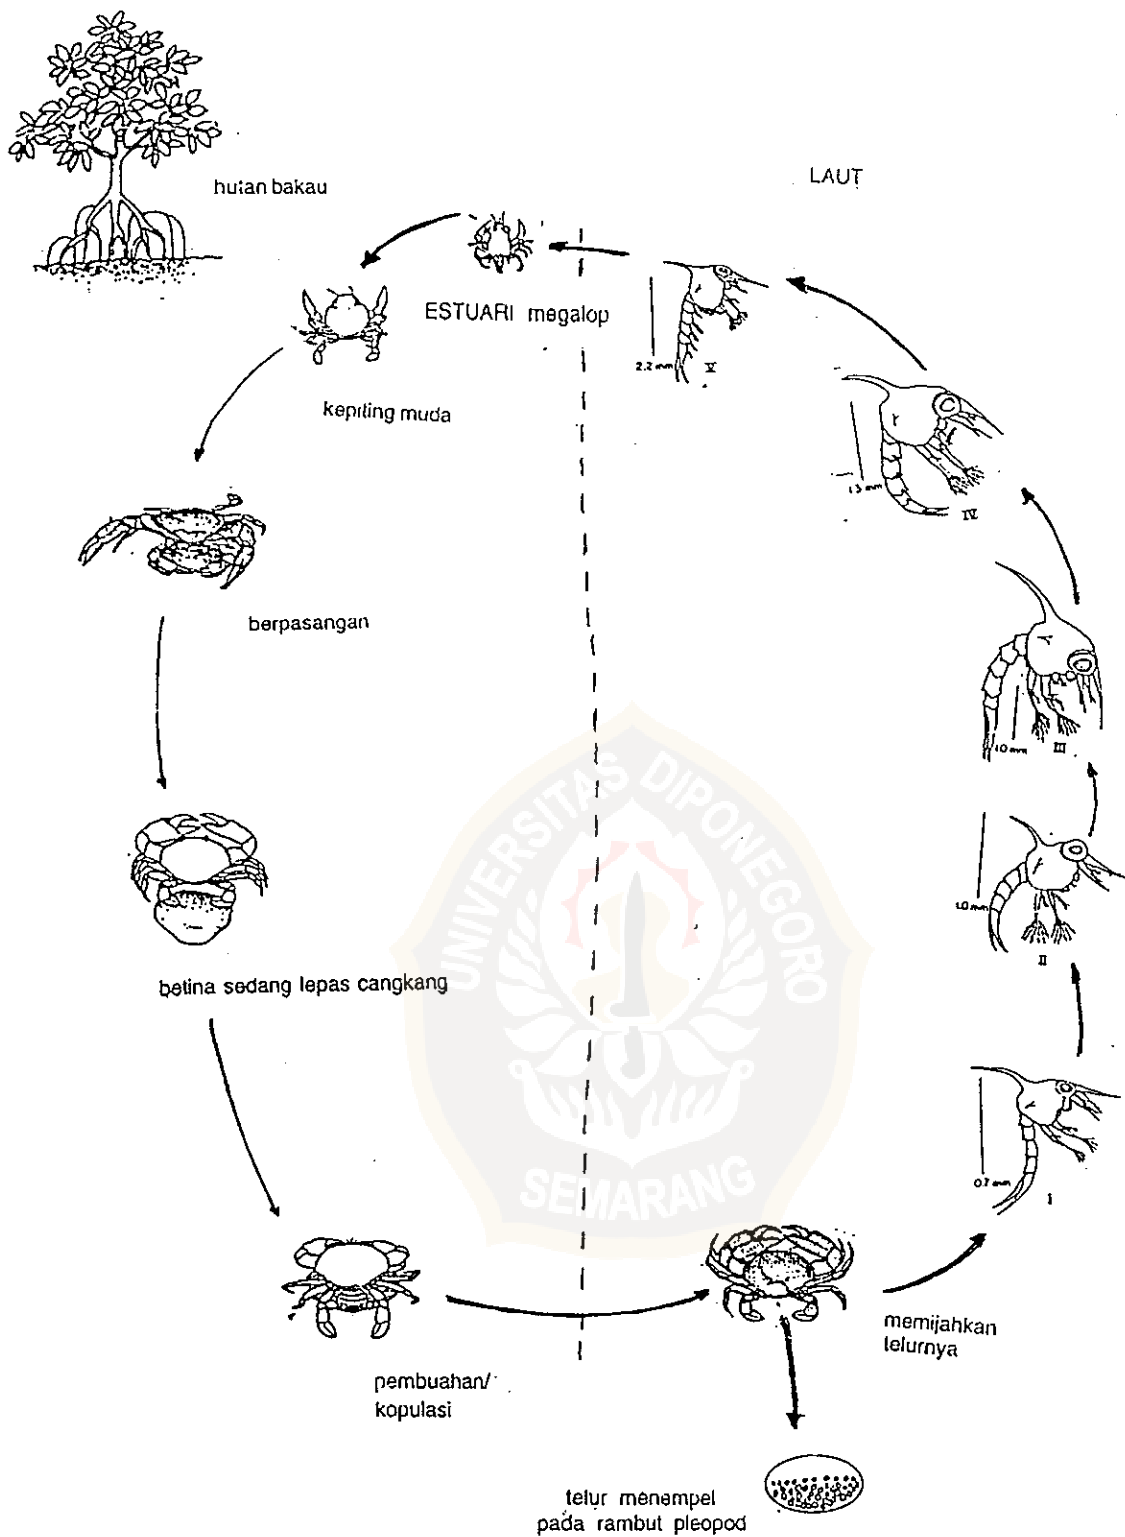 hutan bakau
LAUT
ESTUARI megalop
2.2 mm
V
kepiting muda
1.3 mm
IV
berpasangan
1.0 mm
III
1.0 mm
II
betina sedang lepas cangkang
0.7 mm
I
memijahkan
telurnya
pembuahan/
kopulasi
telur menempel
pada rambut pleopod
UNIVERSITAS DIPONEGORO
SEMARANG